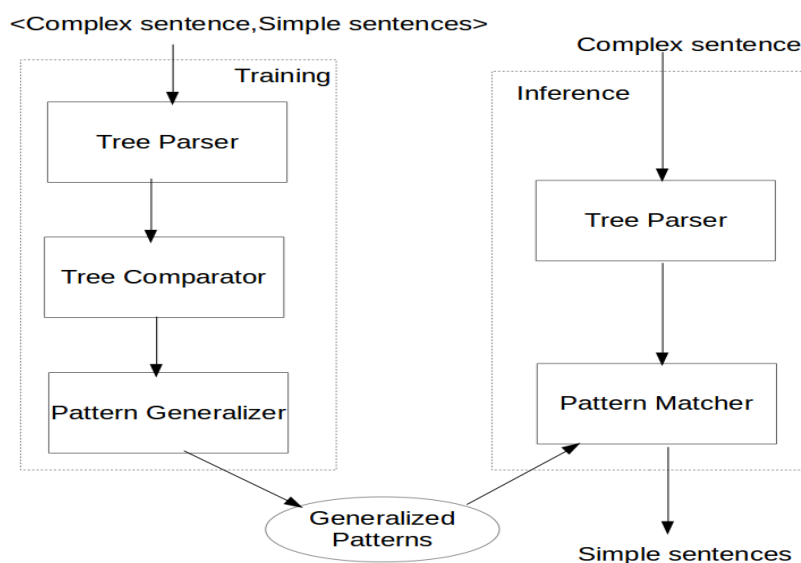 <Complex sentence,Simple sentences>
Training
Tree Parser
Tree Comparator
Pattern Generalizer
Generalized
Patterns
Complex sentence
Inference
Tree Parser
Pattern Matcher
Simple sentences